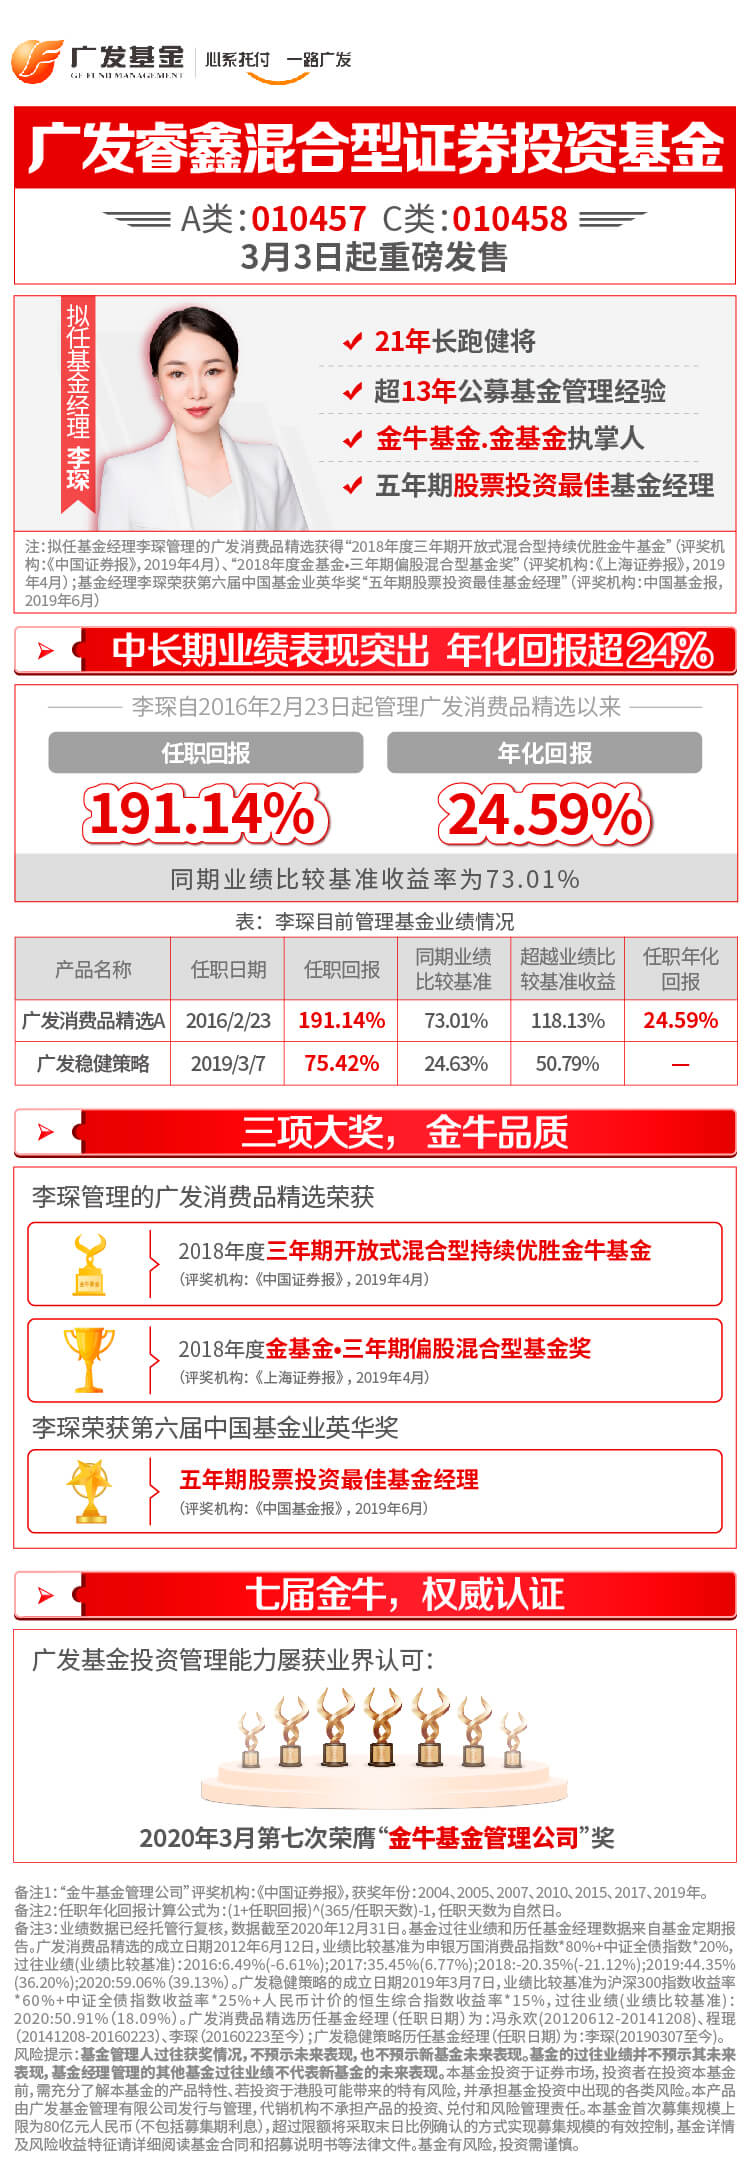 广发基金
GF FUND MANAGEMENT
心系托付 一路广发
广发睿鑫混合型证券投资基金
A类：010457 C类：010458
3月3日起重磅发售
拟任基金经理 李琛
21年长跑健将
超13年公募基金管理经验
金牛基金.金基金执掌人
五年期股票投资最佳基金经理
注：拟任基金经理李琛管理的广发消费品精选获得“2018年度三年期开放式混合型持续优胜金牛基金”（评奖机
构：《中国证券报》，2019年4月）、“2018年度金基金•三年期偏股混合型基金奖”（评奖机构：《上海证券报》，2019
年4月）；基金经理李琛荣获第六届中国基金业英华奖“五年期股票投资最佳基金经理”（评奖机构：中国基金报，
2019年6月）
中长期业绩表现突出 年化回报超24%
李琛自2016年2月23日起管理广发消费品精选以来
任职回报 年化回报
191.14% 24.59%
同期业绩比较基准收益率为73.01%
表：李琛目前管理基金业绩情况
产品名称 任职日期 任职回报 同期业绩比较基准 超越业绩比较基准收益 任职年化回报
广发消费品精选A 2016/2/23 191.14% 73.01% 118.13% 24.59%
广发稳健策略 2019/3/7 75.42% 24.63% 50.79% —
三项大奖，金牛品质
李琛管理的广发消费品精选荣获
金牛基金
2018年度三年期开放式混合型持续优胜金牛基金
（评奖机构：《中国证券报》，2019年4月）
2018年度金基金•三年期偏股混合型基金奖
（评奖机构：《上海证券报》，2019年4月）
李琛荣获第六届中国基金业英华奖
五年期股票投资最佳基金经理
（评奖机构：《中国基金报》，2019年6月）
七届金牛，权威认证
广发基金投资管理能力屡获业界认可：
2020年3月第七次荣膺“金牛基金管理公司”奖
备注1：“金牛基金管理公司”评奖机构：《中国证券报》，获奖年份：2004、2005、2007、2010、2015、2017、2019年。
备注2：任职年化回报计算公式为：(1+任职回报)^(365/任职天数)-1，任职天数为自然日。
备注3：业绩数据已经托管行复核，数据截至2020年12月31日。基金过往业绩和历任基金经理数据来自基金定期报
告。广发消费品精选的成立日期2012年6月12日，业绩比较基准为申银万国消费品指数*80%+中证全债指数*20%，
过往业绩(业绩比较基准)：2016:6.49%(-6.61%);2017:35.45%(6.77%);2018:-20.35%(-21.12%);2019:44.35%
(36.20%);2020:59.06%（39.13%）。广发稳健策略的成立日期2019年3月7日，业绩比较基准为沪深300指数收益率
*60%+中证全债指数收益率*25%+人民币计价的恒生综合指数收益率*15%，过往业绩(业绩比较基准)：
2020:50.91%（18.09%）。广发消费品精选历任基金经理（任职日期）为：冯永欢(20120612-20141208)、程琨
（20141208-20160223）、李琛（20160223至今）；广发稳健策略历任基金经理（任职日期）为：李琛(20190307至今)。
风险提示：基金管理人过往获奖情况，不预示未来表现，也不预示新基金未来表现。基金的过往业绩并不预示其未来
表现，基金经理管理的其他基金过往业绩不代表新基金的未来表现。本基金投资于证券市场，投资者在投资本基金
前，需充分了解本基金的产品特性、若投资于港股可能带来的特有风险，并承担基金投资中出现的各类风险。本产品
由广发基金管理有限公司发行与管理，代销机构不承担产品的投资、兑付和风险管理责任。本基金首次募集规模上
限为80亿元人民币（不包括募集期利息），超过限额将采取末日比例确认的方式实现募集规模的有效控制，基金详情
及风险收益特征请详细阅读基金合同和招募说明书等法律文件。基金有风险，投资需谨慎。